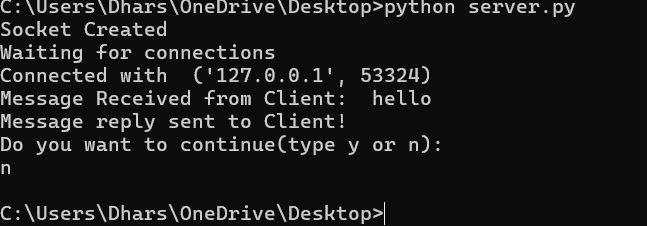 C:\Users\Dhars\OneDrive\Desktop>python server.py
Socket Created
Waiting for connections
Connected with  ('127.0.0.1', 53324)
Message Received from Client:  hello
Message reply sent to Client!
Do you want to continue(type y or n):
n
C:\Users\Dhars\OneDrive\Desktop>